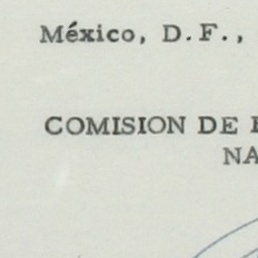 México, D.F.,
COMISION DE
NA